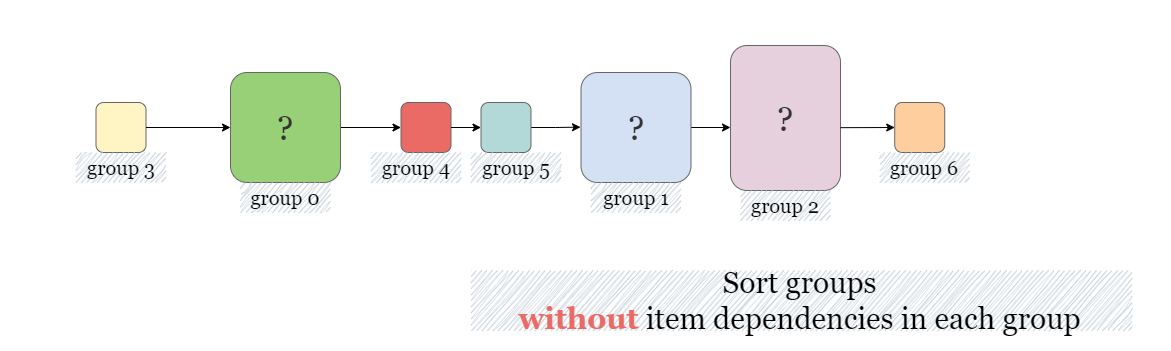 ?
?
?
group 3
group 0
group 4
group 5
group 1
group 2
group 6
Sort groups
without item dependencies in each group